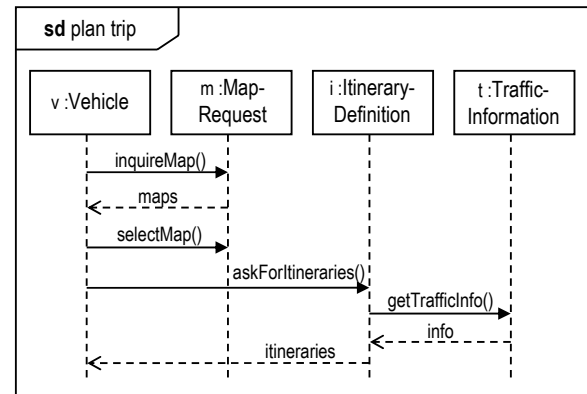 sd plan trip
v :Vehicle
m :Map-
Request
i :Itinerary-
Definition
t :Traffic-
Information
inquireMap()
maps
selectMap()
askForItineraries()
getTrafficInfo()
info
itineraries